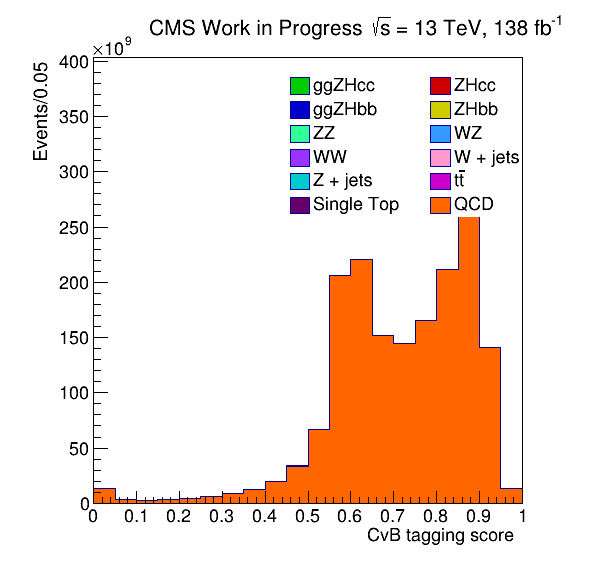 CMS Work in Progress √s = 13 TeV, 138 fb⁻¹
×10⁹
Events/0.05
400
350
300
250
200
150
100
50
0
ggZHcc ZHcc
ggZHbb ZHbb
ZZ WZ
WW W + jets
Z + jets tt̄
Single Top QCD
0 0.1 0.2 0.3 0.4 0.5 0.6 0.7 0.8 0.9 1
CvB tagging score